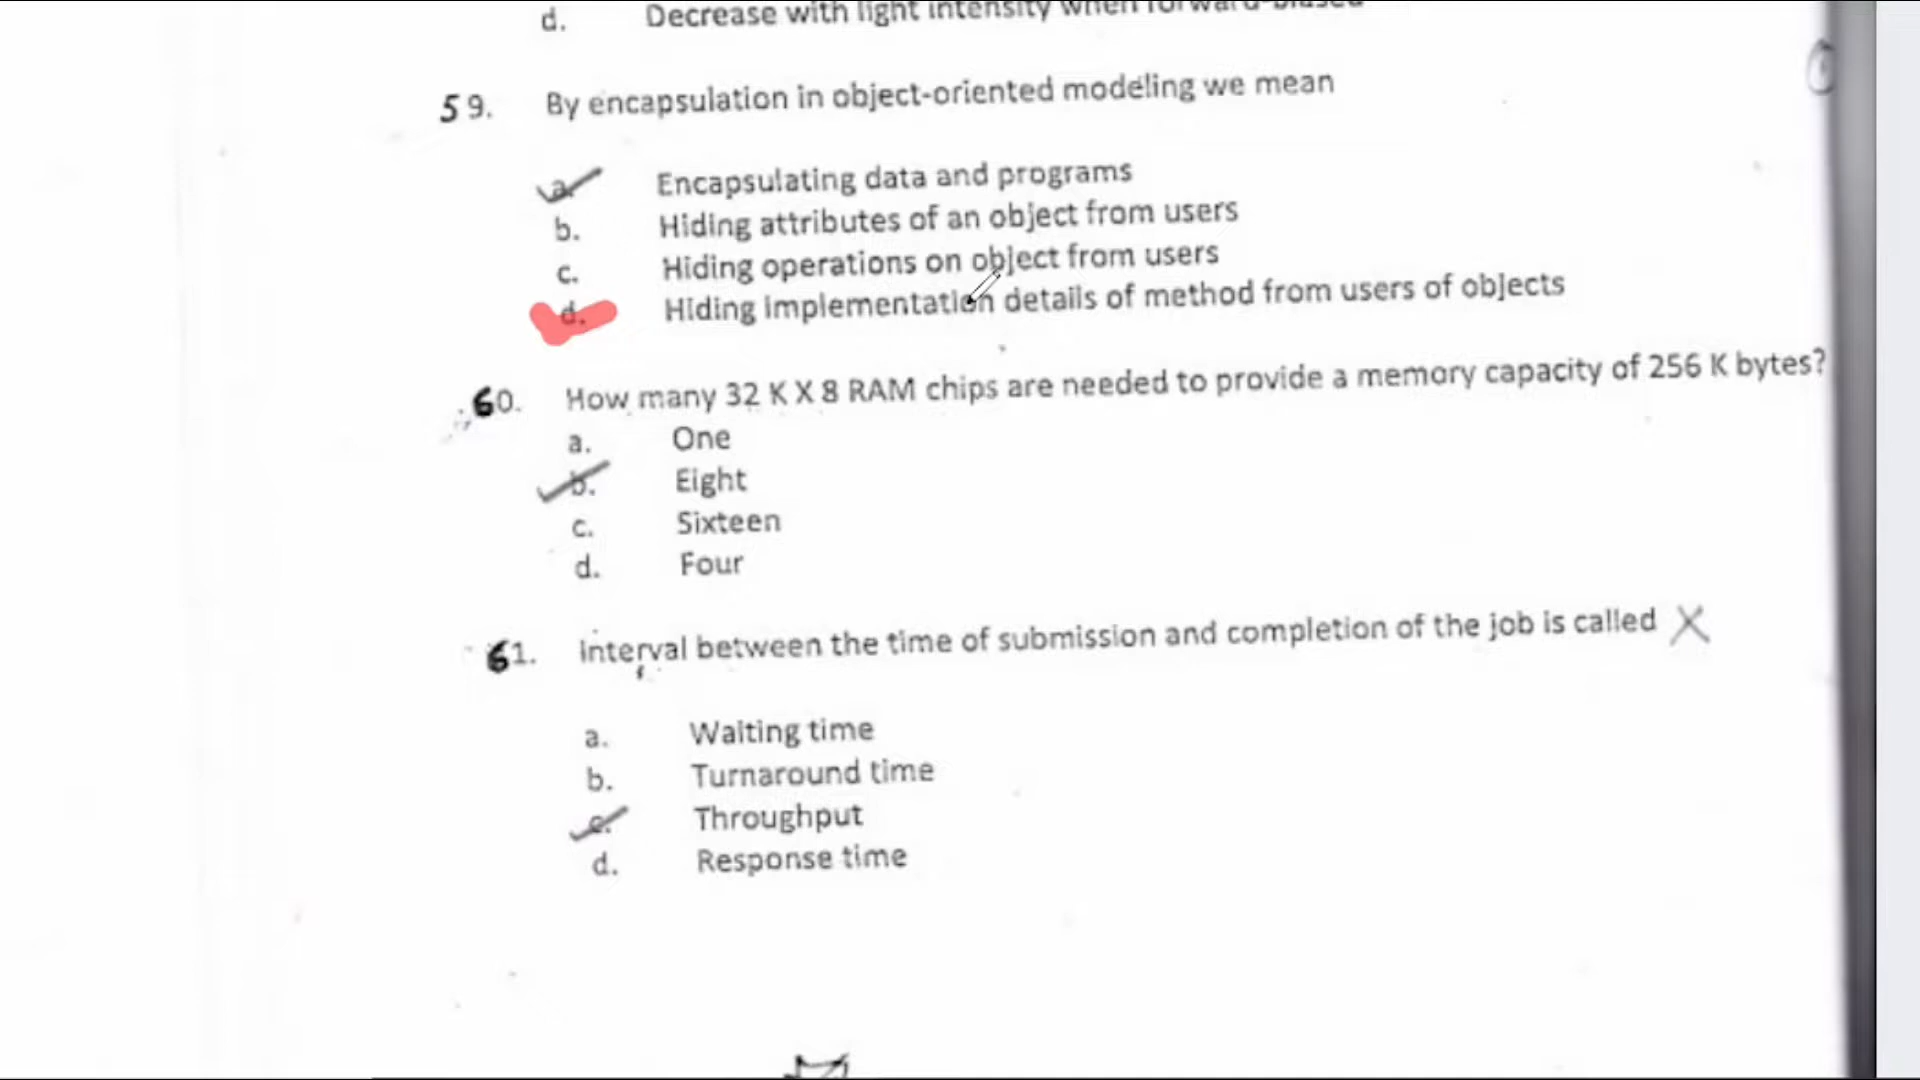 d. Decrease with light intensity when forward-biased
59. By encapsulation in object-oriented modeling we mean
a. Encapsulating data and programs
b. Hiding attributes of an object from users
c. Hiding operations on object from users
d. Hiding implementation details of method from users of objects
60. How many 32 K X 8 RAM chips are needed to provide a memory capacity of 256 K bytes?
a. One
b. Eight
c. Sixteen
d. Four
61. interval between the time of submission and completion of the job is called X
a. Waiting time
b. Turnaround time
c. Throughput
d. Response time